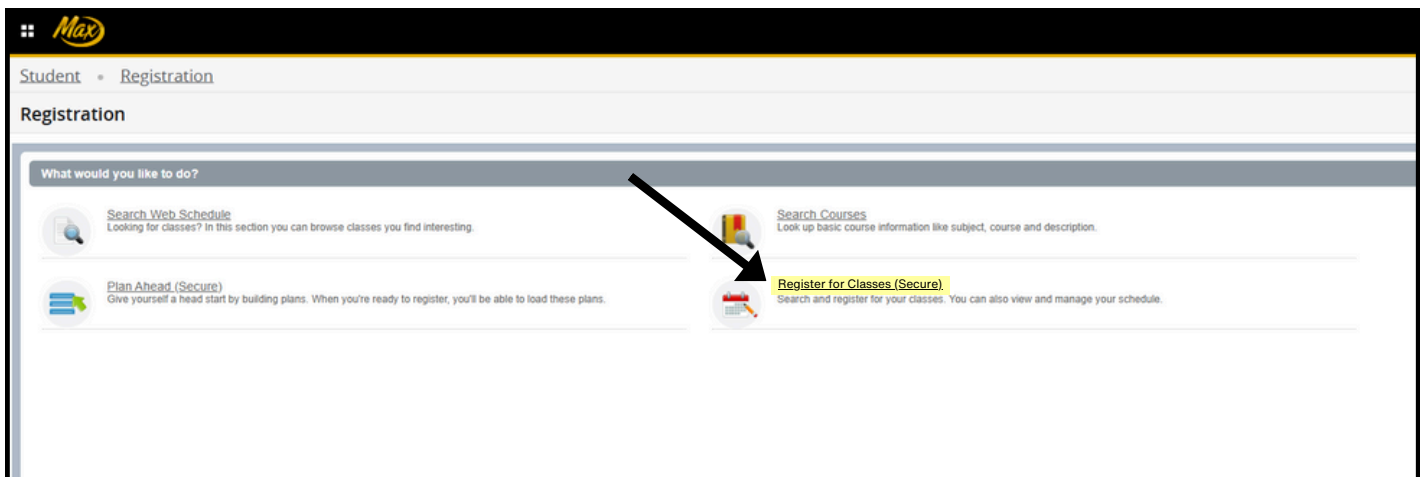 Max
Student • Registration
Registration
What would you like to do?
Search Web Schedule
Looking for classes? In this section you can browse classes you find interesting.
Search Courses
Look up basic course information like subject, course and description.
Plan Ahead (Secure)
Give yourself a head start by building plans. When you're ready to register, you'll be able to load these plans.
Register for Classes (Secure)
Search and register for your classes. You can also view and manage your schedule.